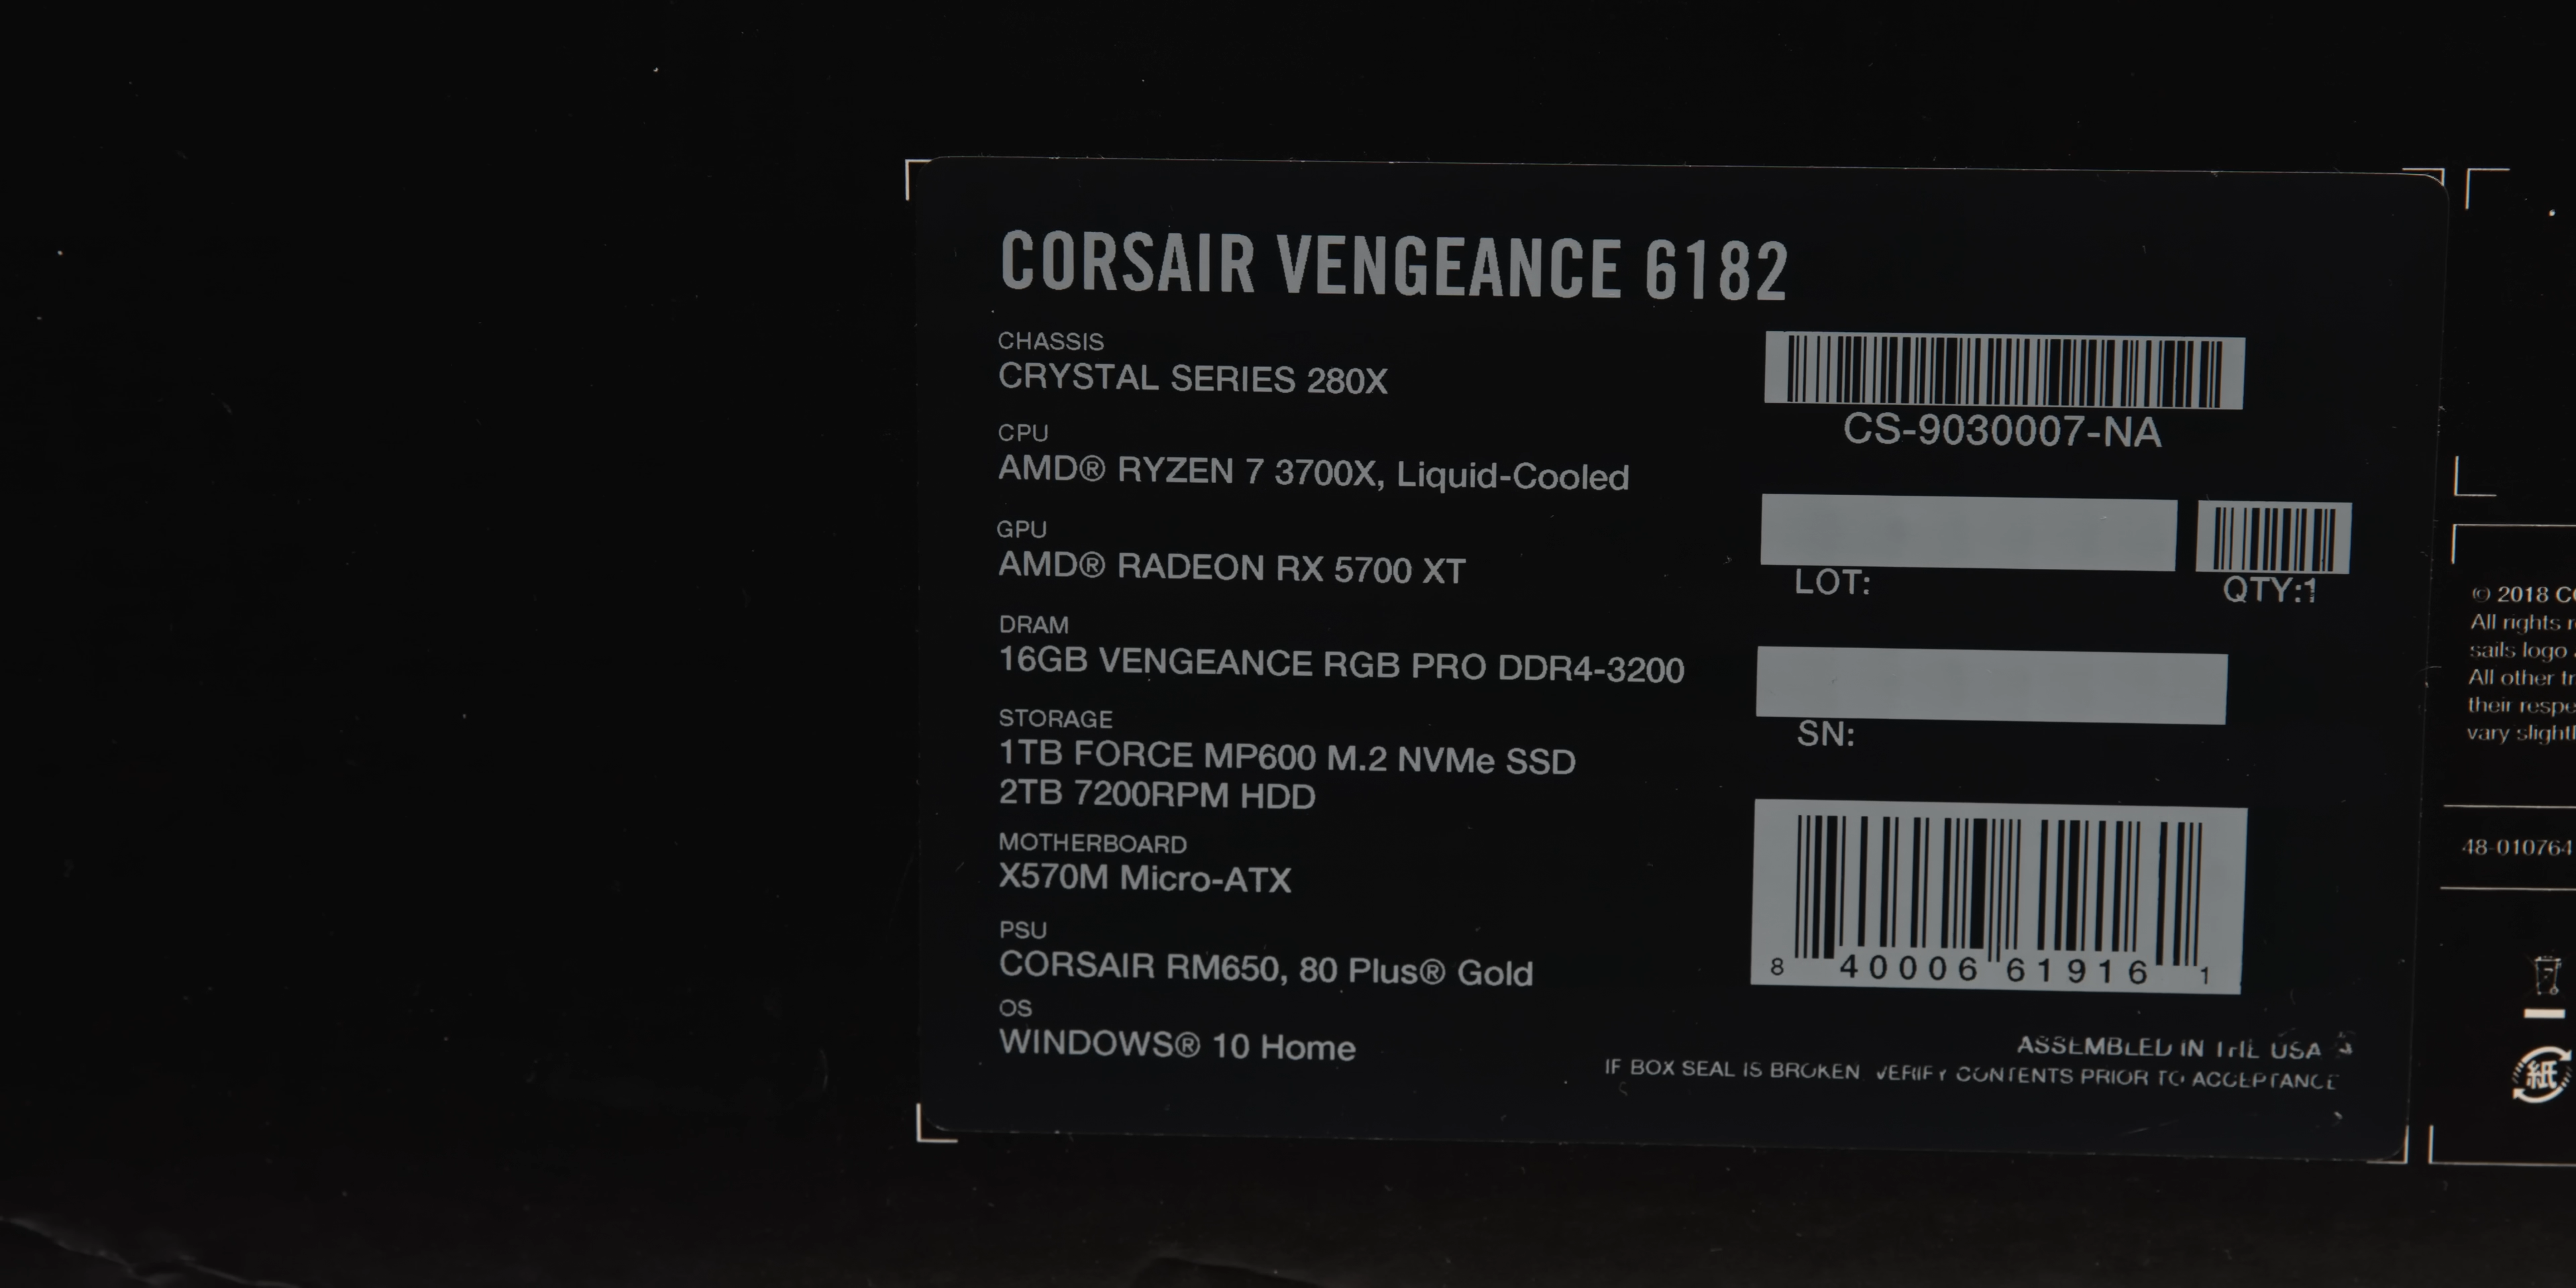 CORSAIR VENGEANCE 6182
CHASSIS
CRYSTAL SERIES 280X
CPU
AMD® RYZEN 7 3700X, Liquid-Cooled
GPU
AMD® RADEON RX 5700 XT
DRAM
16GB VENGEANCE RGB PRO DDR4-3200
STORAGE
1TB FORCE MP600 M.2 NVMe SSD
2TB 7200RPM HDD
MOTHERBOARD
X570M Micro-ATX
PSU
CORSAIR RM650, 80 Plus® Gold
OS
WINDOWS® 10 Home
CS-9030007-NA
LOT:
QTY:1
SN:
8 40006 61916 1
ASSEMBLED IN THE USA
IF BOX SEAL IS BROKEN VERIFY CONTENTS PRIOR TO ACCEPTANCE
© 2018
All rights
sails logo
All other
their
vary
48-010764
紙